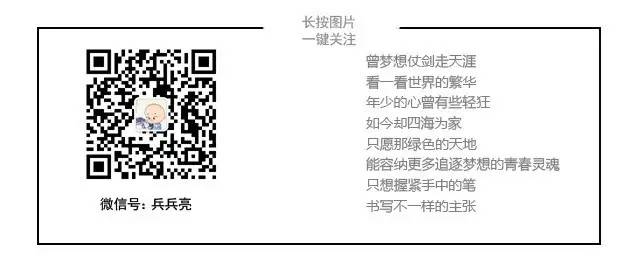 长按图片
一键关注
曾梦想仗剑走天涯
看一看世界的繁华
年少的心曾有些轻狂
如今却四海为家
只愿那绿色的天地
能容纳更多追逐梦想的青春灵魂
只想握紧手中的笔
书写不一样的主张
微信号：兵兵亮